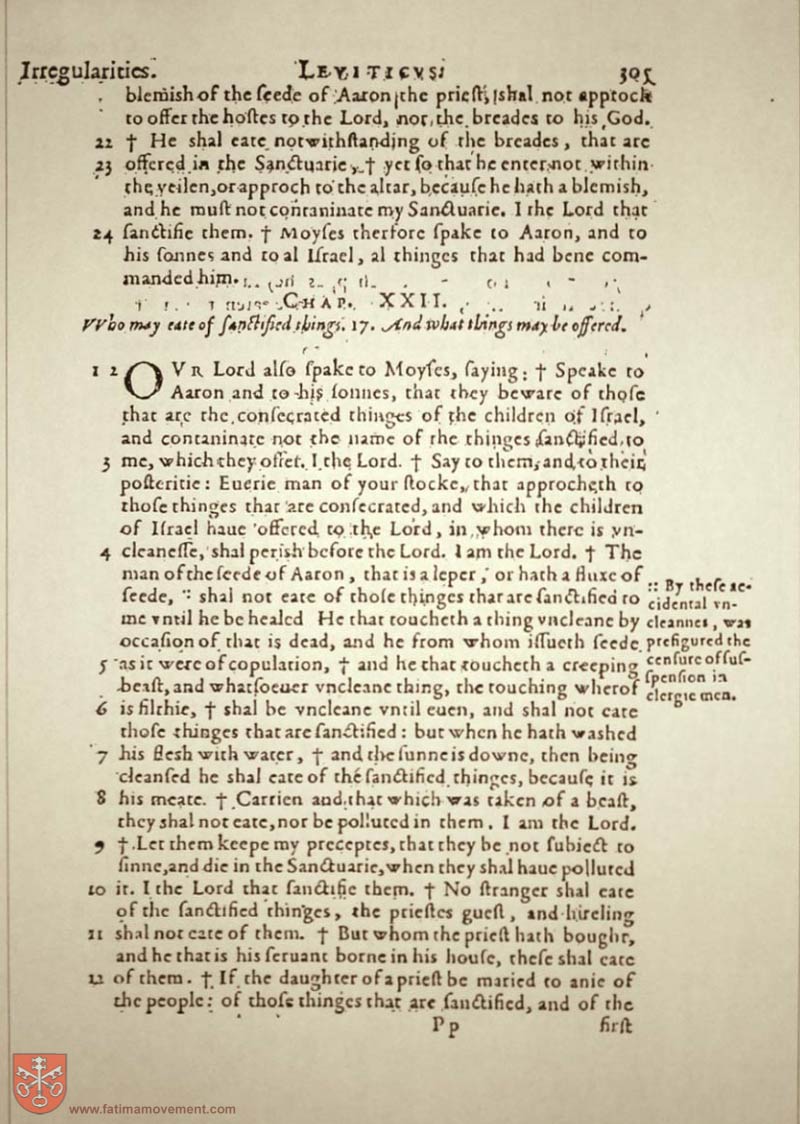 Irregularities. LEVITICVS. 305
blemish of the ſeede of Aaron the prieſt, ſhal not approch
to offer the hoſtes to the Lord, nor the breades to his God.
22 † He shal eate notwithſtanding of the breades, that are
23 offered in the Sanctuarie, † yet ſo that he enter not within
the veilen, or approch to the altar, becauſe he hath a blemish,
and he muſt not contaninate my Sanctuarie. I the Lord that
24 ſanctifie them. † Moyſes therfore ſpake to Aaron, and to
his ſonnes and to al Iſrael, al thinges that had bene com-
manded him.
CHAP. XXII.
VVho may eate of ſanctified things. 17. And what things may be offered.
1 2 OVR Lord alſo ſpake to Moyſes, ſaying: † Speake to
Aaron and to his ſonnes, that they beware of thoſe
that are the conſecrated thinges of the children of Iſrael,
and contaninate not the name of the thinges ſanctified to
3 me, which they offer. I the Lord. † Say to them, and to their
poſteritie: Euerie man of your ſtocke, that approcheth to
thoſe thinges that are conſecrated, and which the children
of Iſrael haue offered to the Lord, in whom there is vn-
4 cleaneſſe, shal perish before the Lord. I am the Lord. † The
man of the ſeede of Aaron, that is a leper, or hath a fluxe of
ſeede, :: shal not eate of thoſe thinges that are ſanctified to
me vntil he be healed He that toucheth a thing vncleane by
occaſion of that is dead, and he from whom iſſueth ſeede
5 as it were of copulation, † and he that toucheth a creeping
beaſt, and whatſoeuer vncleane thing, the touching wherof
6 is filthie, † shal be vncleane vntil euen, and shal not eate
thoſe thinges that are ſanctified: but when he hath washed
7 his flesh with water, † and the ſunne is downe, then being
cleanſed he shal eate of the ſanctified thinges, becauſe it is
8 his meate. † Carrien and that which was taken of a beaſt,
they shal not eate, nor be polluted in them. I am the Lord.
9 † Let them keepe my preceptes, that they be not ſubiect to
ſinne, and die in the Sanctuarie, when they shal haue polluted
10 it. I the Lord that ſanctifie them. † No ſtranger shal eate
of the ſanctified thinges, the prieſtes gueſt, and hireling
11 shal not eate of them. † But whom the prieſt hath bought,
and he that is his ſeruant borne in his houſe, theſe shal eate
12 of them. † If the daughter of a prieſt be maried to anie of
the people: of thoſe thinges that are ſanctified, and of the
Pp firſt
:: By theſe ac-
cidental vn-
cleannes, was
prefigured the
cenſure of ſuſ-
ſpenſion in
clergie men.
www.fatimamovement.com